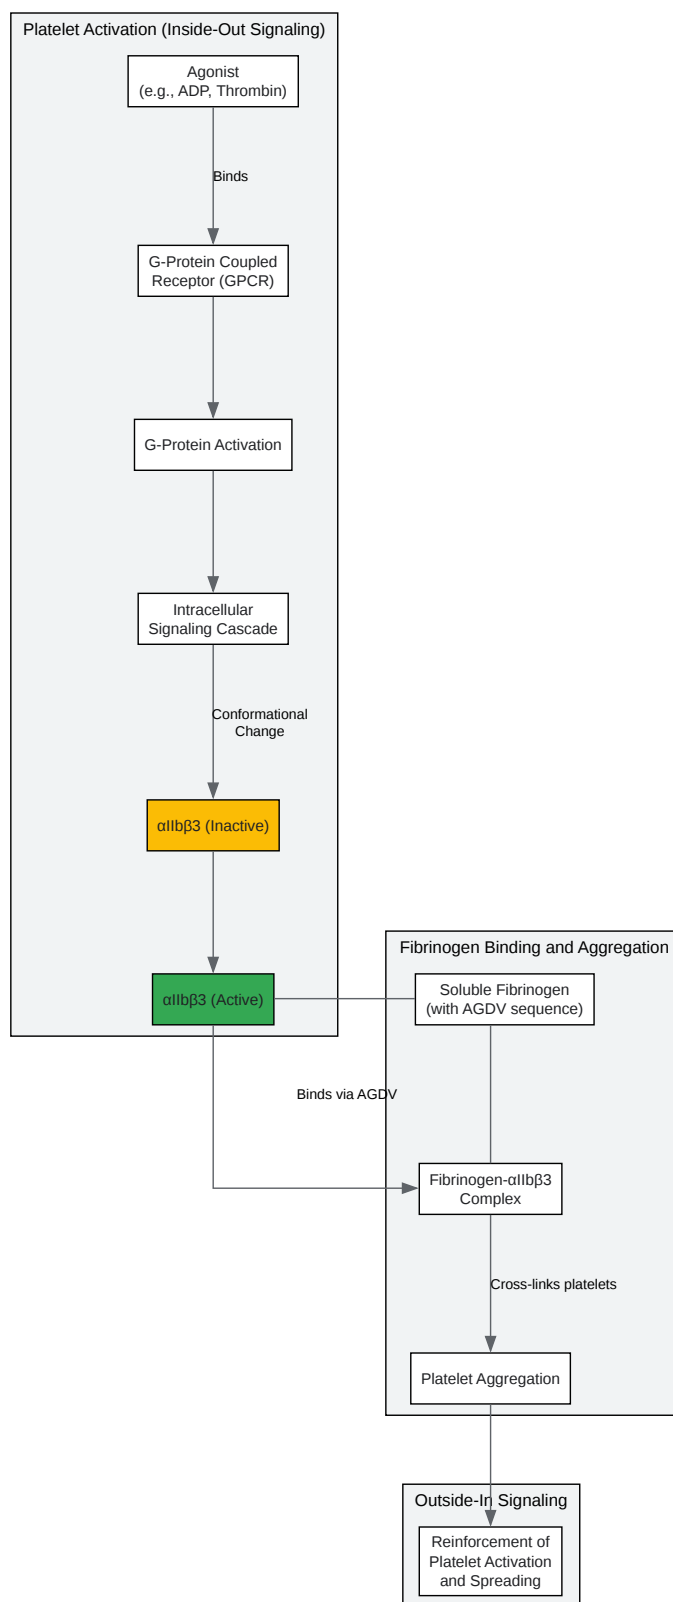 Platelet Activation (Inside-Out Signaling)
Agonist
(e.g., ADP, Thrombin)
Binds
G-Protein Coupled
Receptor (GPCR)
G-Protein Activation
Intracellular
Signaling Cascade
Conformational
Change
αIIbβ3 (Inactive)
αIIbβ3 (Active)
Fibrinogen Binding and Aggregation
Soluble Fibrinogen
(with AGDV sequence)
Binds via AGDV
Fibrinogen-αIIbβ3
Complex
Cross-links platelets
Platelet Aggregation
Outside-In Signaling
Reinforcement of
Platelet Activation
and Spreading